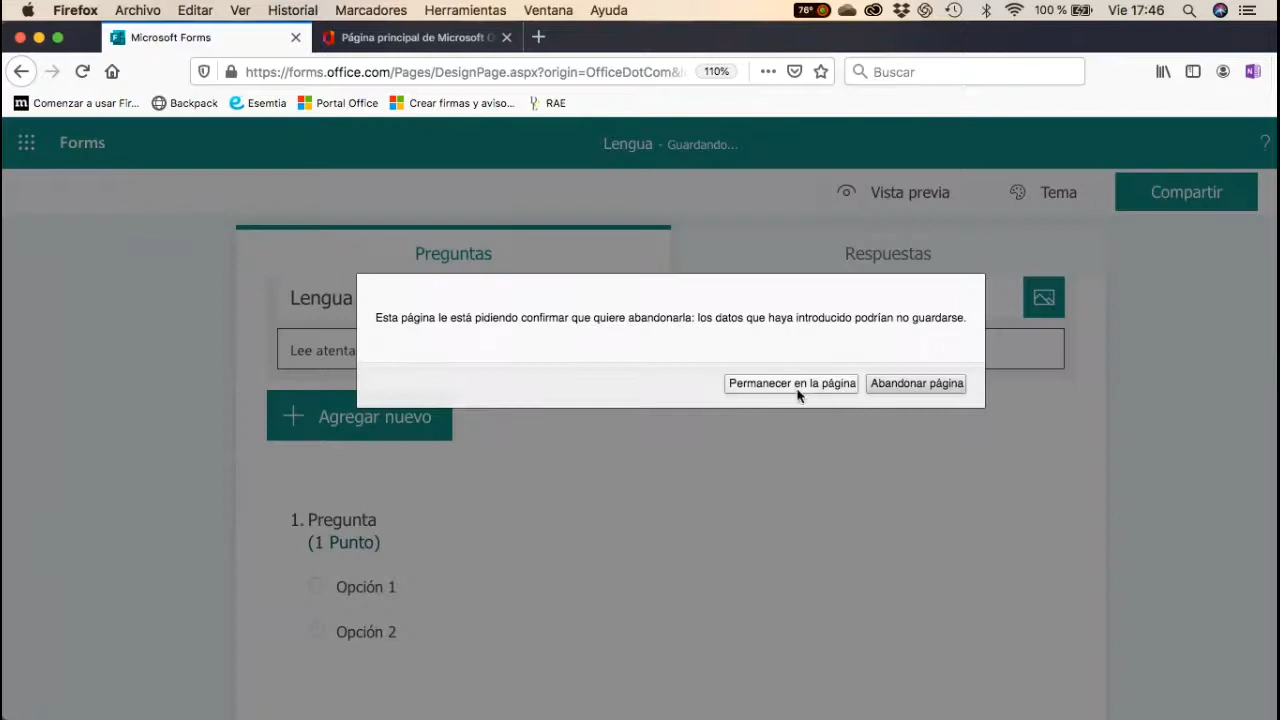 Firefox Archivo Editar Ver Historial Marcadores Herramientas Ventana Ayuda 76° 100 % Vie 17:46
Microsoft Forms Página principal de Microsoft O
https://forms.office.com/Pages/DesignPage.aspx?origin=OfficeDotCom& 110% Buscar
Comenzar a usar Fir... Backpack Esemtia Portal Office Crear firmas y aviso... RAE
Forms Lengua - Guardando... ?
Vista previa Tema Compartir
Preguntas Respuestas
Lengua
Esta página le está pidiendo confirmar que quiere abandonarla: los datos que haya introducido podrían no guardarse.
Lee atenta
Permanecer en la página Abandonar página
Agregar nuevo
1. Pregunta
(1 Punto)
Opción 1
Opción 2